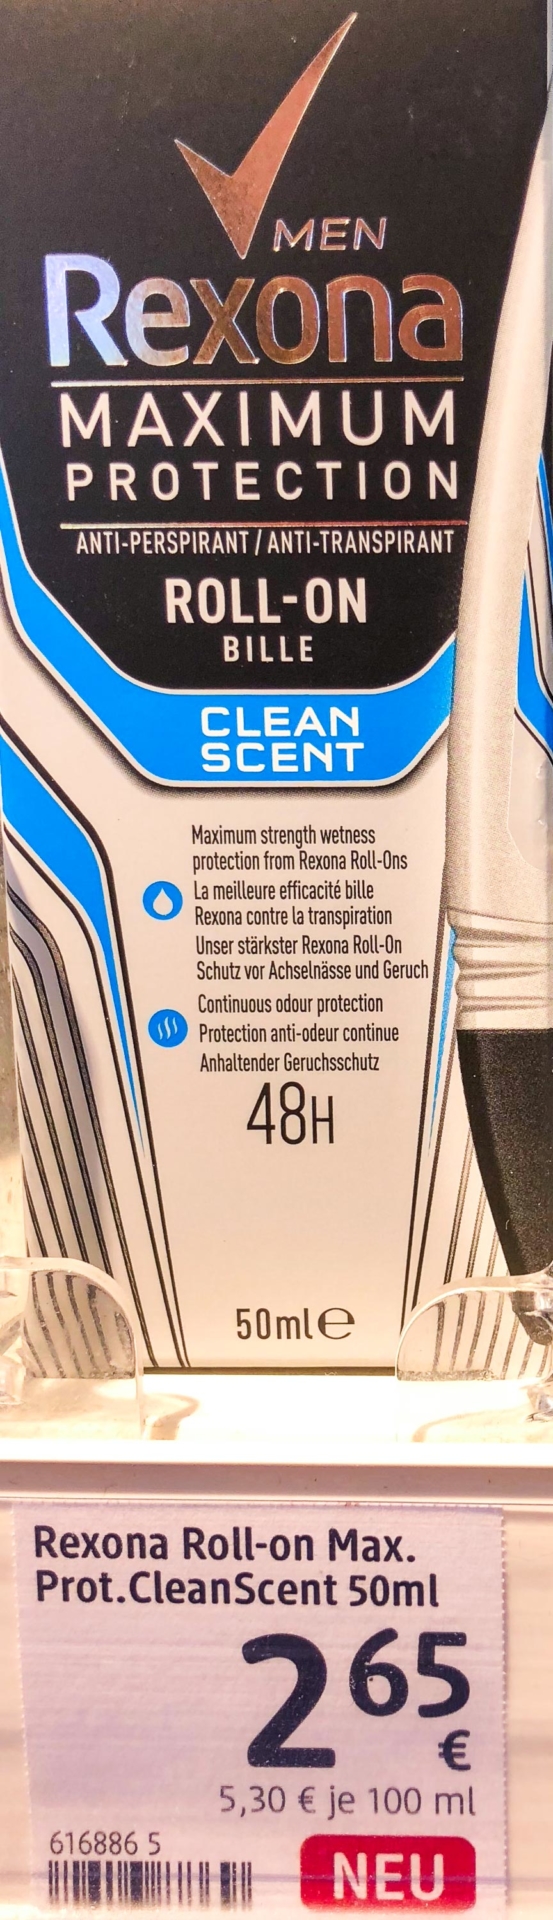 MEN
Rexona
MAXIMUM
PROTECTION
ANTI-PERSPIRANT / ANTI-TRANSPIRANT
ROLL-ON
BILLE
CLEAN
SCENT
Maximum strength wetness
protection from Rexona Roll-Ons
La meilleure efficacité bille
Rexona contre la transpiration
Unser stärkster Rexona Roll-On
Schutz vor Achselnässe und Geruch
Continuous odour protection
Protection anti-odeur continue
Anhaltender Geruchsschutz
48H
50ml℮
Rexona Roll-on Max.
Prot.CleanScent 50ml
2 65
€
5,30 € je 100 ml
616886 5
NEU